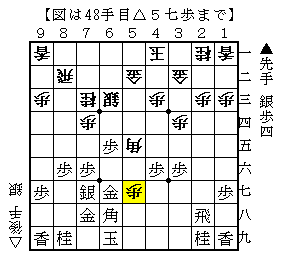 【図は48手目△5七歩まで】
9 8 7 6 5 4 3 2 1
香 玉 桂 香 一
飛 金 金 二
歩 桂 銀 歩 歩 歩 三
歩 歩 四
歩 角 五
歩 歩 歩 歩 六
歩 銀 金 歩 歩 七
金 角 飛 八
香 桂 玉 桂 香 九
▲先手 銀歩四
△後手 銀